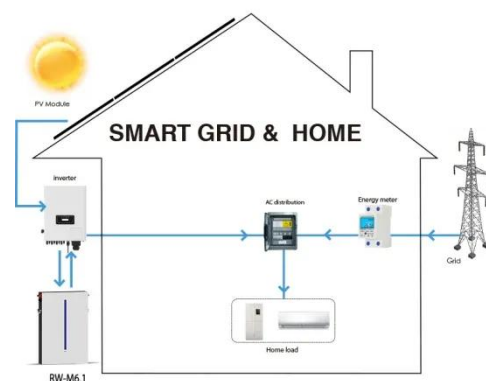 PV Module
SMART GRID & HOME
inverter
AC distribution
Energy meter
Grid
Home load
RW-M6.1